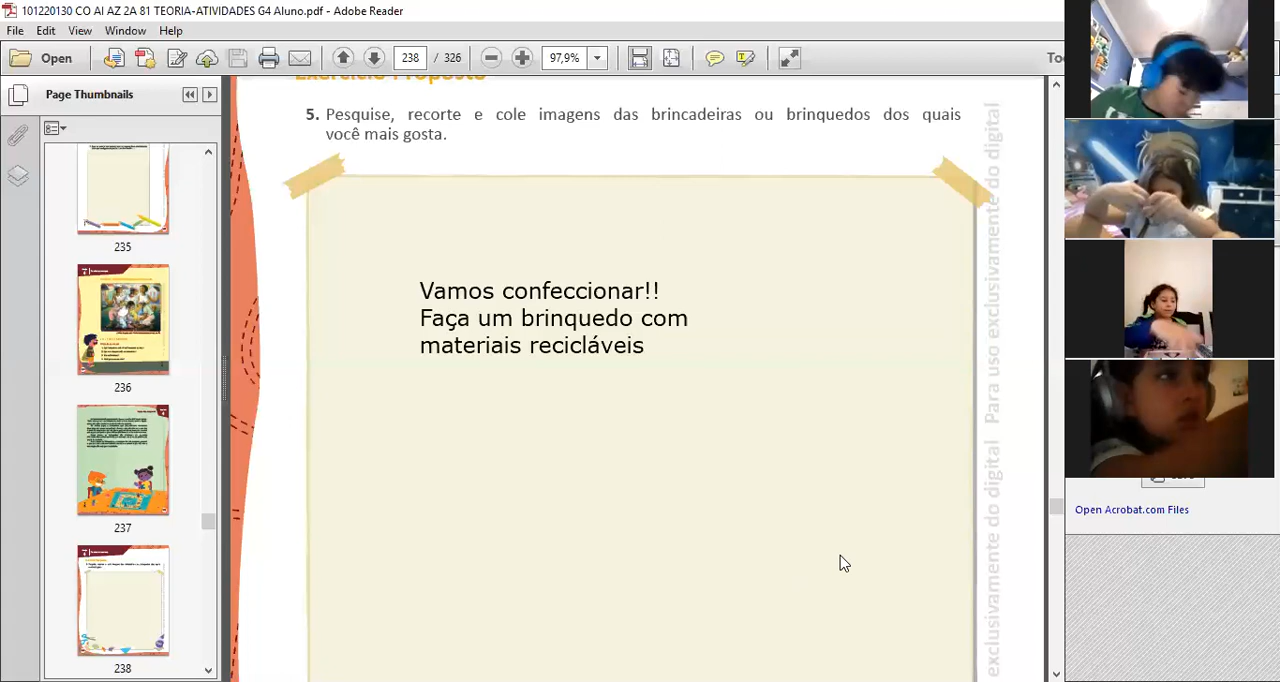 101220130 CO AI AZ 2A 81 TEORIA-ATIVIDADES G4 Aluno.pdf - Adobe Reader
File Edit View Window Help
Open 238 / 326 97,9% To
Page Thumbnails
Exercício Proposto
5. Pesquise, recorte e cole imagens das brincadeiras ou brinquedos dos quais
você mais gosta.
Vamos confeccionar!!
Faça um brinquedo com
materiais recicláveis
235
236
237
238
Para uso exclusivamente do digital
exclusivamente do digital
Open Acrobat.com Files